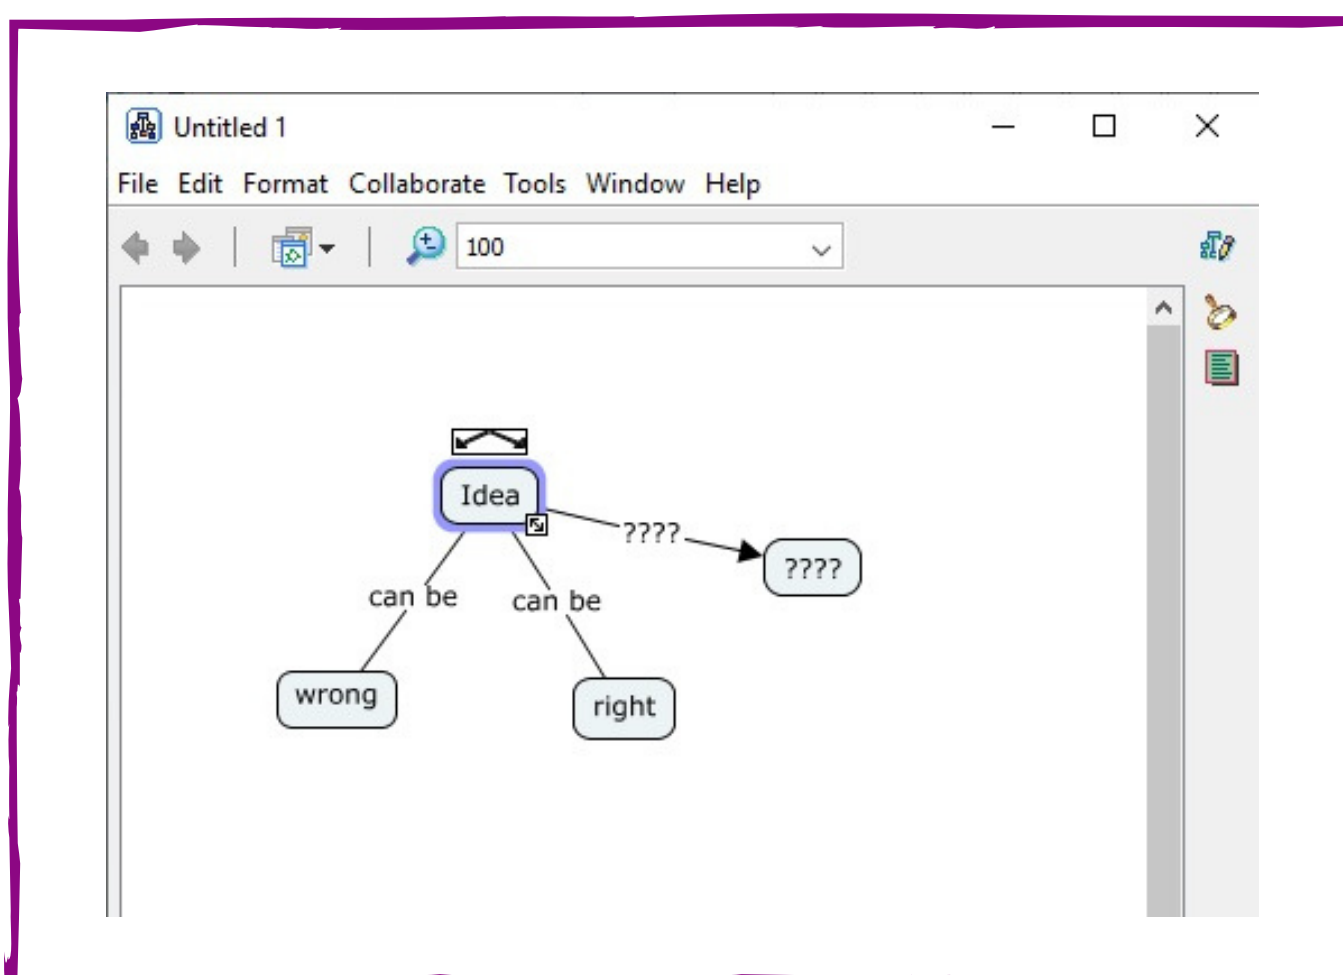 Untitled 1
File Edit Format Collaborate Tools Window Help
100
Idea
????
????
can be
can be
wrong
right